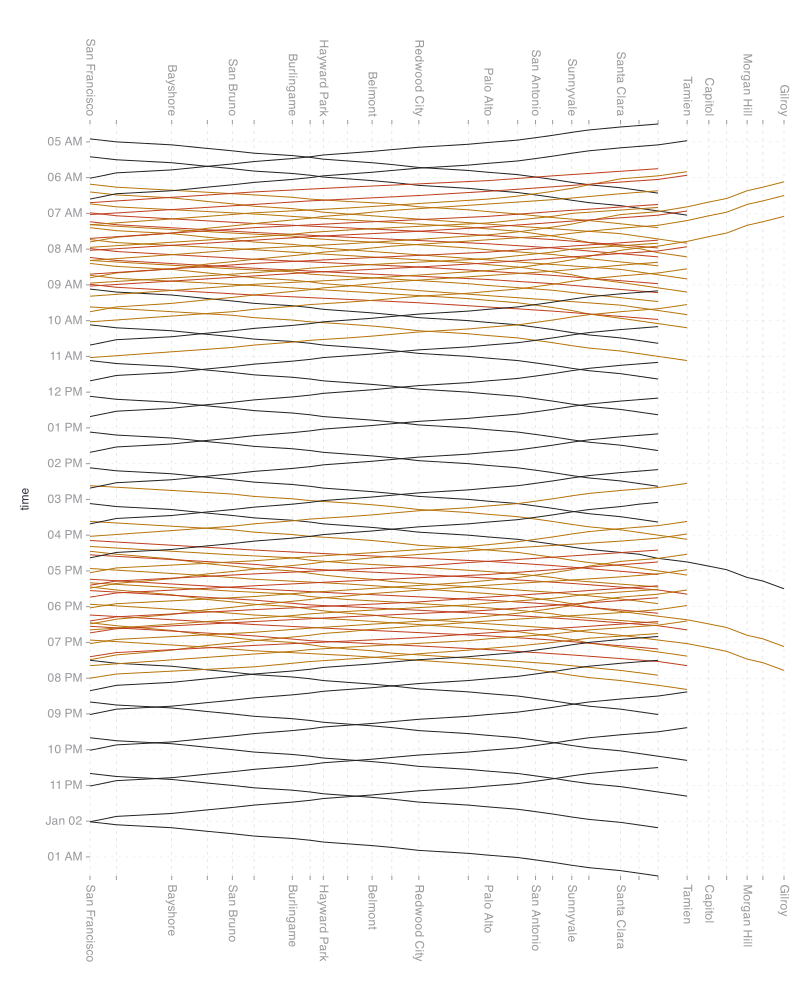 San Francisco
Bayshore
San Bruno
Burlingame
Hayward Park
Belmont
Redwood City
Palo Alto
San Antonio
Sunnyvale
Santa Clara
Tamien
Capitol
Morgan Hill
Gilroy
05 AM
06 AM
07 AM
08 AM
09 AM
10 AM
11 AM
12 PM
01 PM
02 PM
03 PM
04 PM
05 PM
06 PM
07 PM
08 PM
09 PM
10 PM
11 PM
Jan 02
01 AM
time
San Francisco
Bayshore
San Bruno
Burlingame
Hayward Park
Belmont
Redwood City
Palo Alto
San Antonio
Sunnyvale
Santa Clara
Tamien
Capitol
Morgan Hill
Gilroy